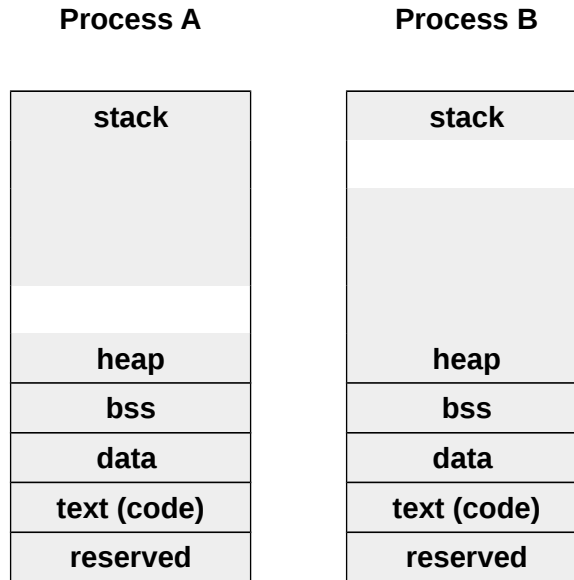 Process A
stack
heap
bss
data
text (code)
reserved
Process B
stack
heap
bss
data
text (code)
reserved